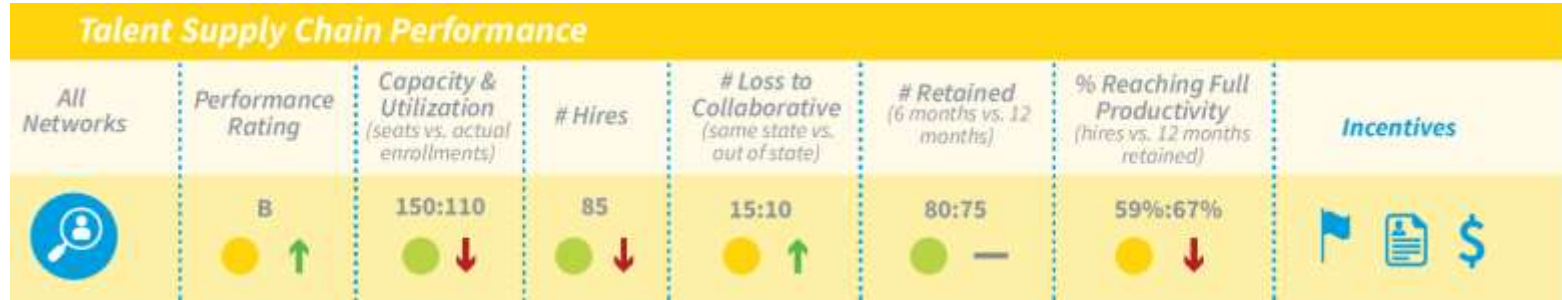 Talent Supply Chain Performance
All
Networks
Performance
Rating
Capacity &
Utilization
(seats vs. actual
enrollments)
# Hires
# Loss to
Collaborative
(same state vs.
out of state)
# Retained
(6 months vs. 12
months)
% Reaching Full
Productivity
(hires vs. 12 months
retained)
Incentives
B
150:110
85
15:10
80:75
59%:67%
$